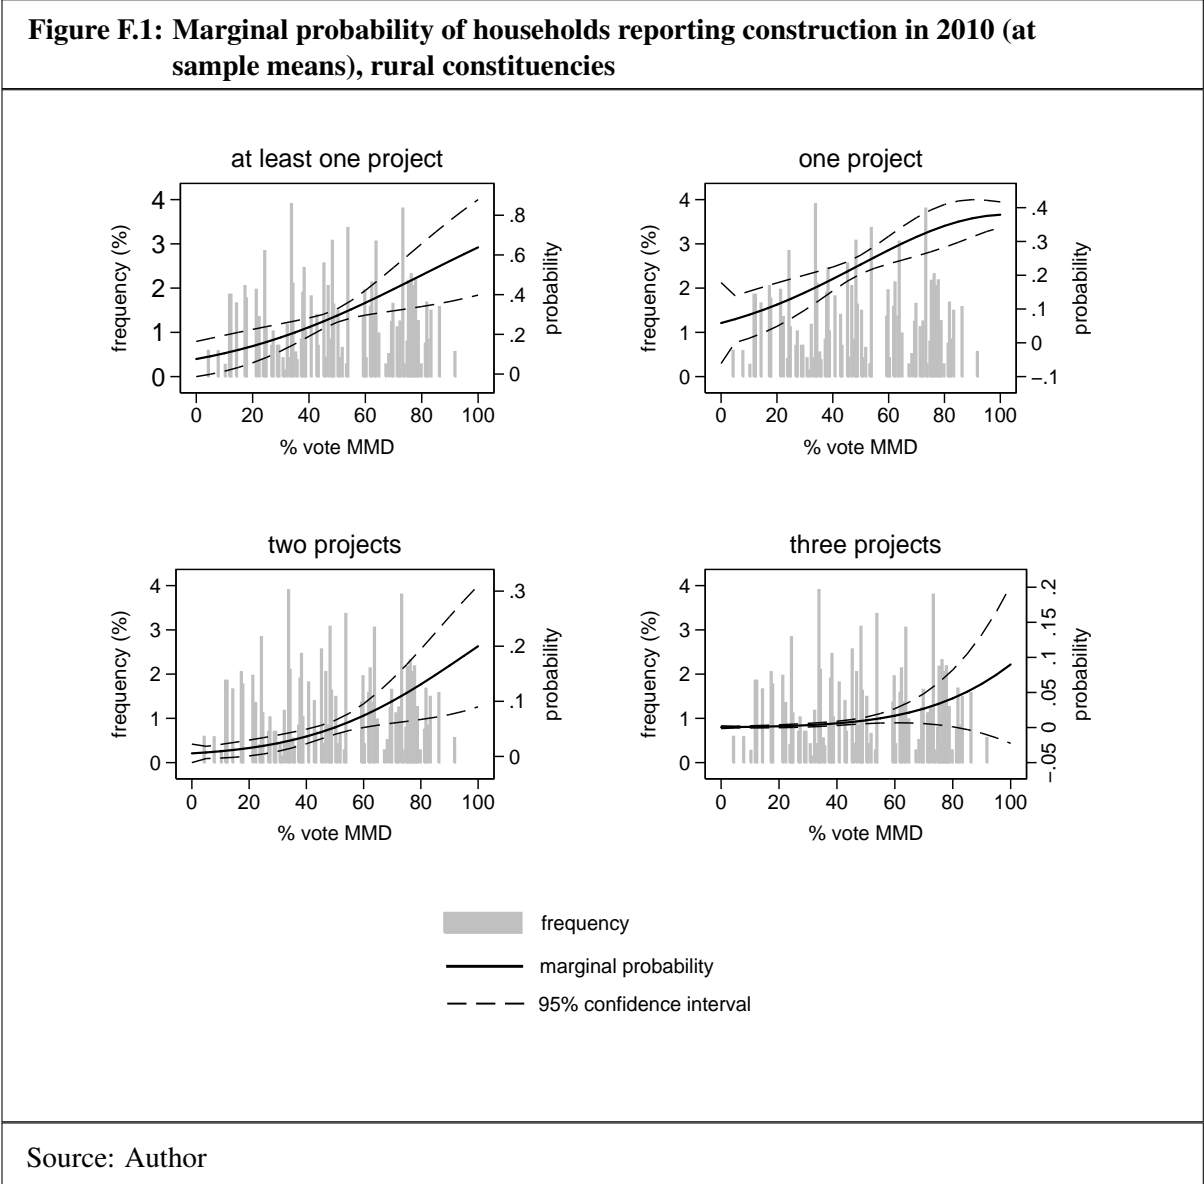 Figure F.1: Marginal probability of households reporting construction in 2010 (at
sample means), rural constituencies
at least one project
frequency (%)
4
3
2
1
0
.8
.6
.4
.2
0
probability
0 20 40 60 80 100
% vote MMD
one project
frequency (%)
4
3
2
1
0
.4
.3
.2
.1
0
−.1
probability
0 20 40 60 80 100
% vote MMD
two projects
frequency (%)
4
3
2
1
0
.3
.2
.1
0
probability
0 20 40 60 80 100
% vote MMD
three projects
frequency (%)
4
3
2
1
0
.2
.15
.1
.05
0
−.05
probability
0 20 40 60 80 100
% vote MMD
frequency
marginal probability
95% confidence interval
Source: Author